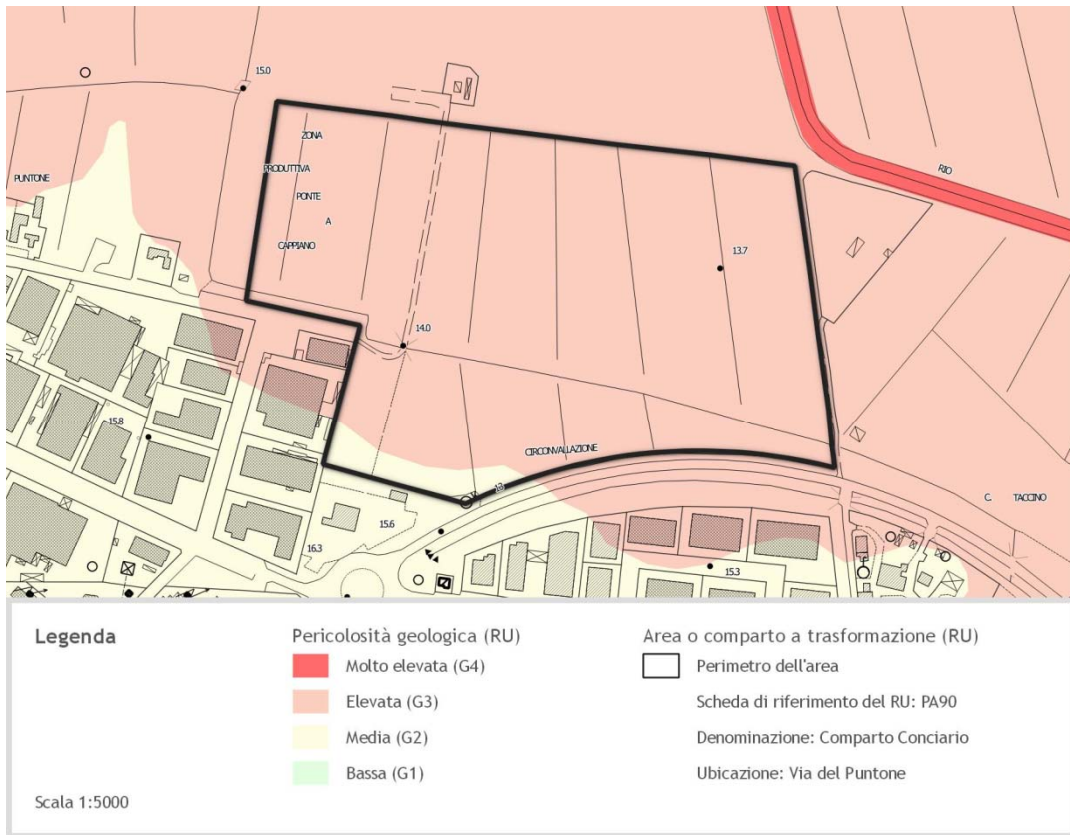 15.0
ZONA
PRODUTTIVA
PONTE
A
CAPPIANO
PUNTONE
RIO
13.7
14.0
15.8
CIRCONVALLAZIONE
13
C. TACCINO
15.6
16.3
15.3
Legenda
Pericolosità geologica (RU)
Molto elevata (G4)
Elevata (G3)
Media (G2)
Bassa (G1)
Area o comparto a trasformazione (RU)
Perimetro dell'area
Scheda di riferimento del RU: PA90
Denominazione: Comparto Conciario
Ubicazione: Via del Puntone
Scala 1:5000